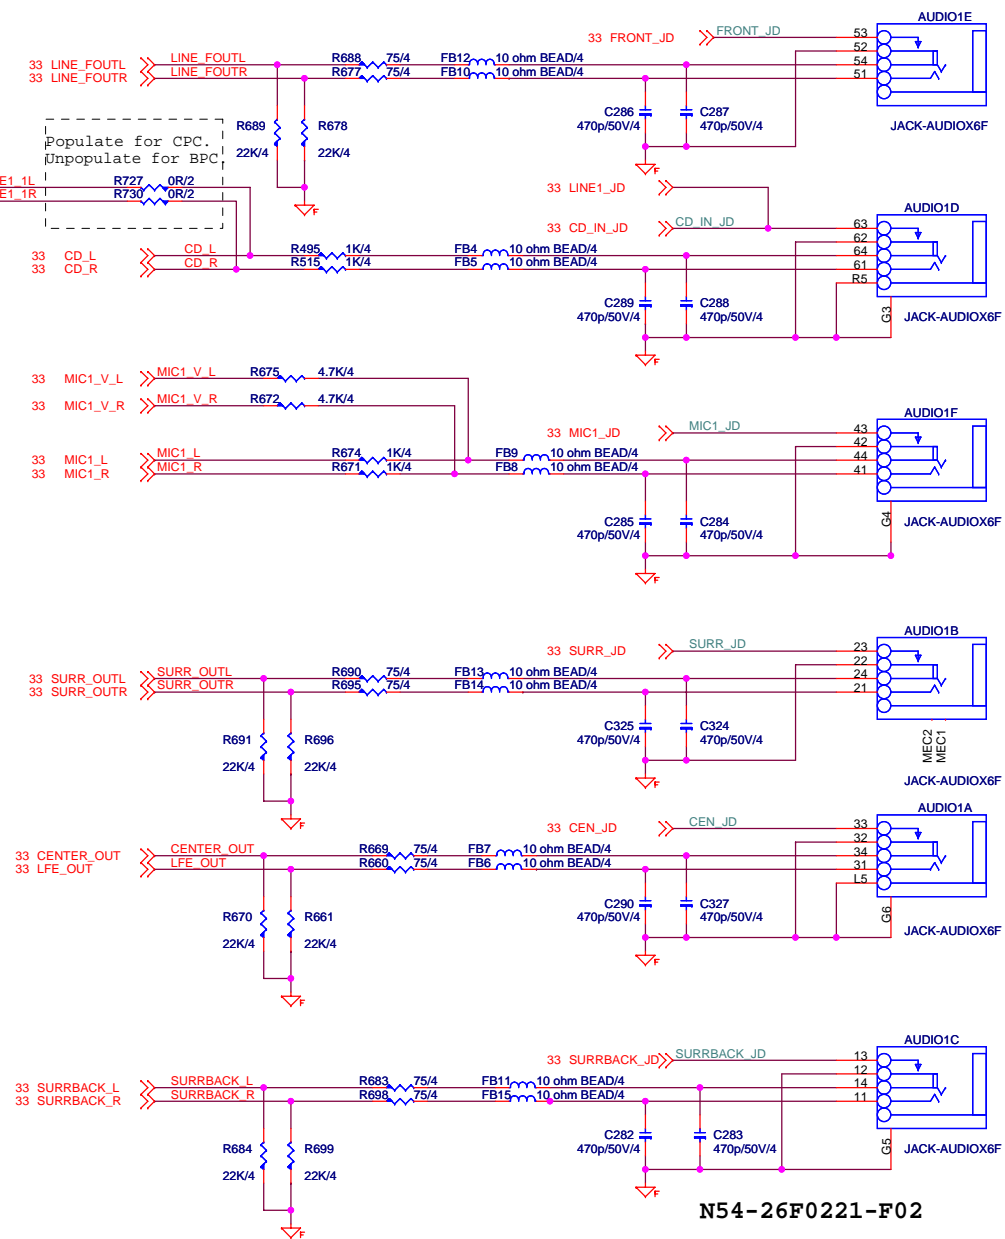 AUDIO1E
33 FRONT_JD FRONT_JD 53
52
33 LINE_FOUTL LINE_FOUTL R688 75/4 FB12 10 ohm BEAD/4 54
33 LINE_FOUTR LINE_FOUTR R677 75/4 FB10 10 ohm BEAD/4 51
C286 C287
470p/50V/4 470p/50V/4
R689 R678
22K/4 22K/4
JACK-AUDIOX6F
F
F
Populate for CPC.
Unpopulate for BPC
E1_1L R727 0R/2
E1_1R R730 0R/2
33 LINE1_JD
AUDIO1D
33 CD_IN_JD CD_IN_JD 63
62
33 CD_L CD_L R495 1K/4 FB4 10 ohm BEAD/4 64
33 CD_R CD_R R515 1K/4 FB5 10 ohm BEAD/4 61
R5
C289 C288
470p/50V/4 470p/50V/4
G3
JACK-AUDIOX6F
F
33 MIC1_V_L MIC1_V_L R675 4.7K/4
33 MIC1_V_R MIC1_V_R R672 4.7K/4
AUDIO1F
33 MIC1_JD MIC1_JD 43
42
33 MIC1_L MIC1_L R674 1K/4 FB9 10 ohm BEAD/4 44
33 MIC1_R MIC1_R R671 1K/4 FB8 10 ohm BEAD/4 41
C285 C284
470p/50V/4 470p/50V/4
G4
JACK-AUDIOX6F
F
AUDIO1B
33 SURR_JD SURR_JD 23
22
33 SURR_OUTL SURR_OUTL R690 75/4 FB13 10 ohm BEAD/4 24
33 SURR_OUTR SURR_OUTR R695 75/4 FB14 10 ohm BEAD/4 21
C325 C324
470p/50V/4 470p/50V/4
R691 R696
22K/4 22K/4
MEC2
MEC1
JACK-AUDIOX6F
F
F
AUDIO1A
33 CEN_JD CEN_JD 33
32
33 CENTER_OUT CENTER_OUT R669 75/4 FB7 10 ohm BEAD/4 34
33 LFE_OUT LFE_OUT R660 75/4 FB6 10 ohm BEAD/4 31
L5
C290 C327
470p/50V/4 470p/50V/4
R670 R661
22K/4 22K/4
G6
JACK-AUDIOX6F
F
F
AUDIO1C
33 SURRBACK_JD SURRBACK_JD 13
12
33 SURRBACK_L SURRBACK_L R683 75/4 FB11 10 ohm BEAD/4 14
33 SURRBACK_R SURRBACK_R R698 75/4 FB15 10 ohm BEAD/4 11
C282 C283
470p/50V/4 470p/50V/4
R684 R699
22K/4 22K/4
G5
JACK-AUDIOX6F
F
F
N54-26F0221-F02